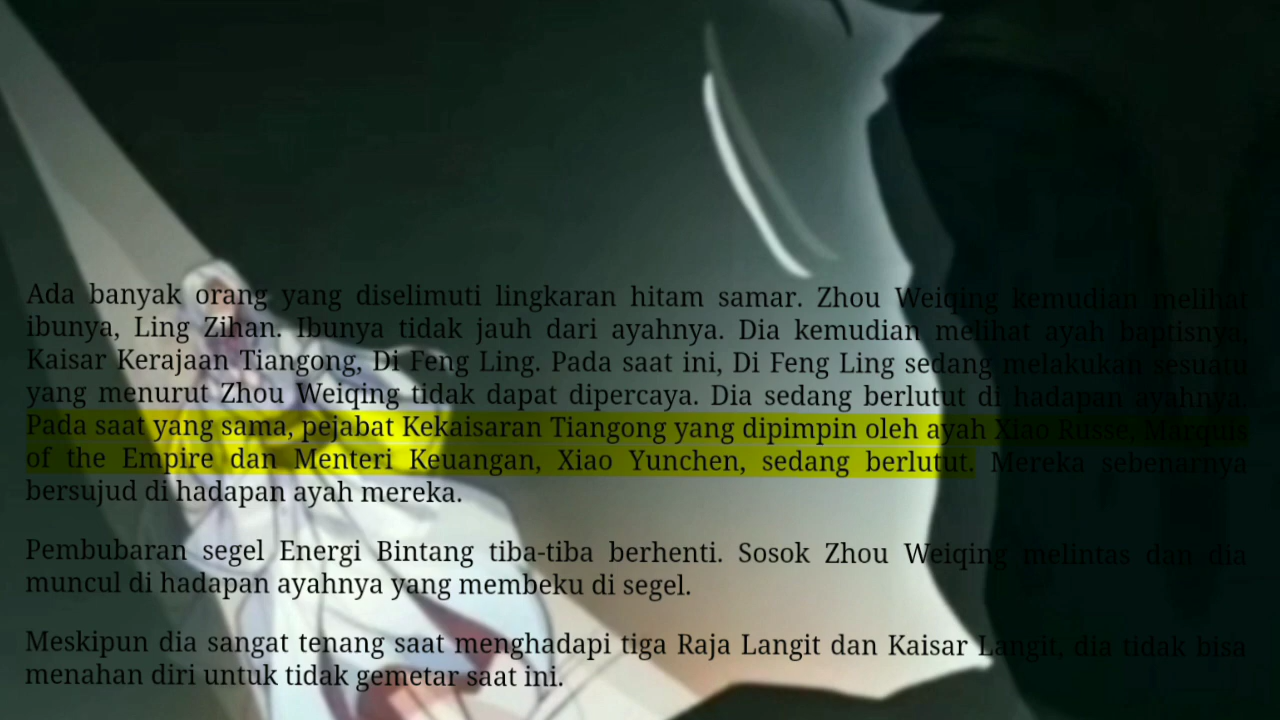 Ada banyak orang yang diselimuti lingkaran hitam samar. Zhou Weiqing kemudian melihat
ibunya, Ling Zihan. Ibunya tidak jauh dari ayahnya. Dia kemudian melihat ayah baptisnya,
Kaisar Kerajaan Tiangong, Di Feng Ling. Pada saat ini, Di Feng Ling sedang melakukan sesuatu
yang menurut Zhou Weiqing tidak dapat dipercaya. Dia sedang berlutut di hadapan ayahnya.
Pada saat yang sama, pejabat Kekaisaran Tiangong yang dipimpin oleh ayah Xiao Russe, Marquis
of the Empire dan Menteri Keuangan, Xiao Yunchen, sedang berlutut. Mereka sebenarnya
bersujud di hadapan ayah mereka.
Pembubaran segel Energi Bintang tiba-tiba berhenti. Sosok Zhou Weiqing melintas dan dia
muncul di hadapan ayahnya yang membeku di segel.
Meskipun dia sangat tenang saat menghadapi tiga Raja Langit dan Kaisar Langit, dia tidak bisa
menahan diri untuk tidak gemetar saat ini.